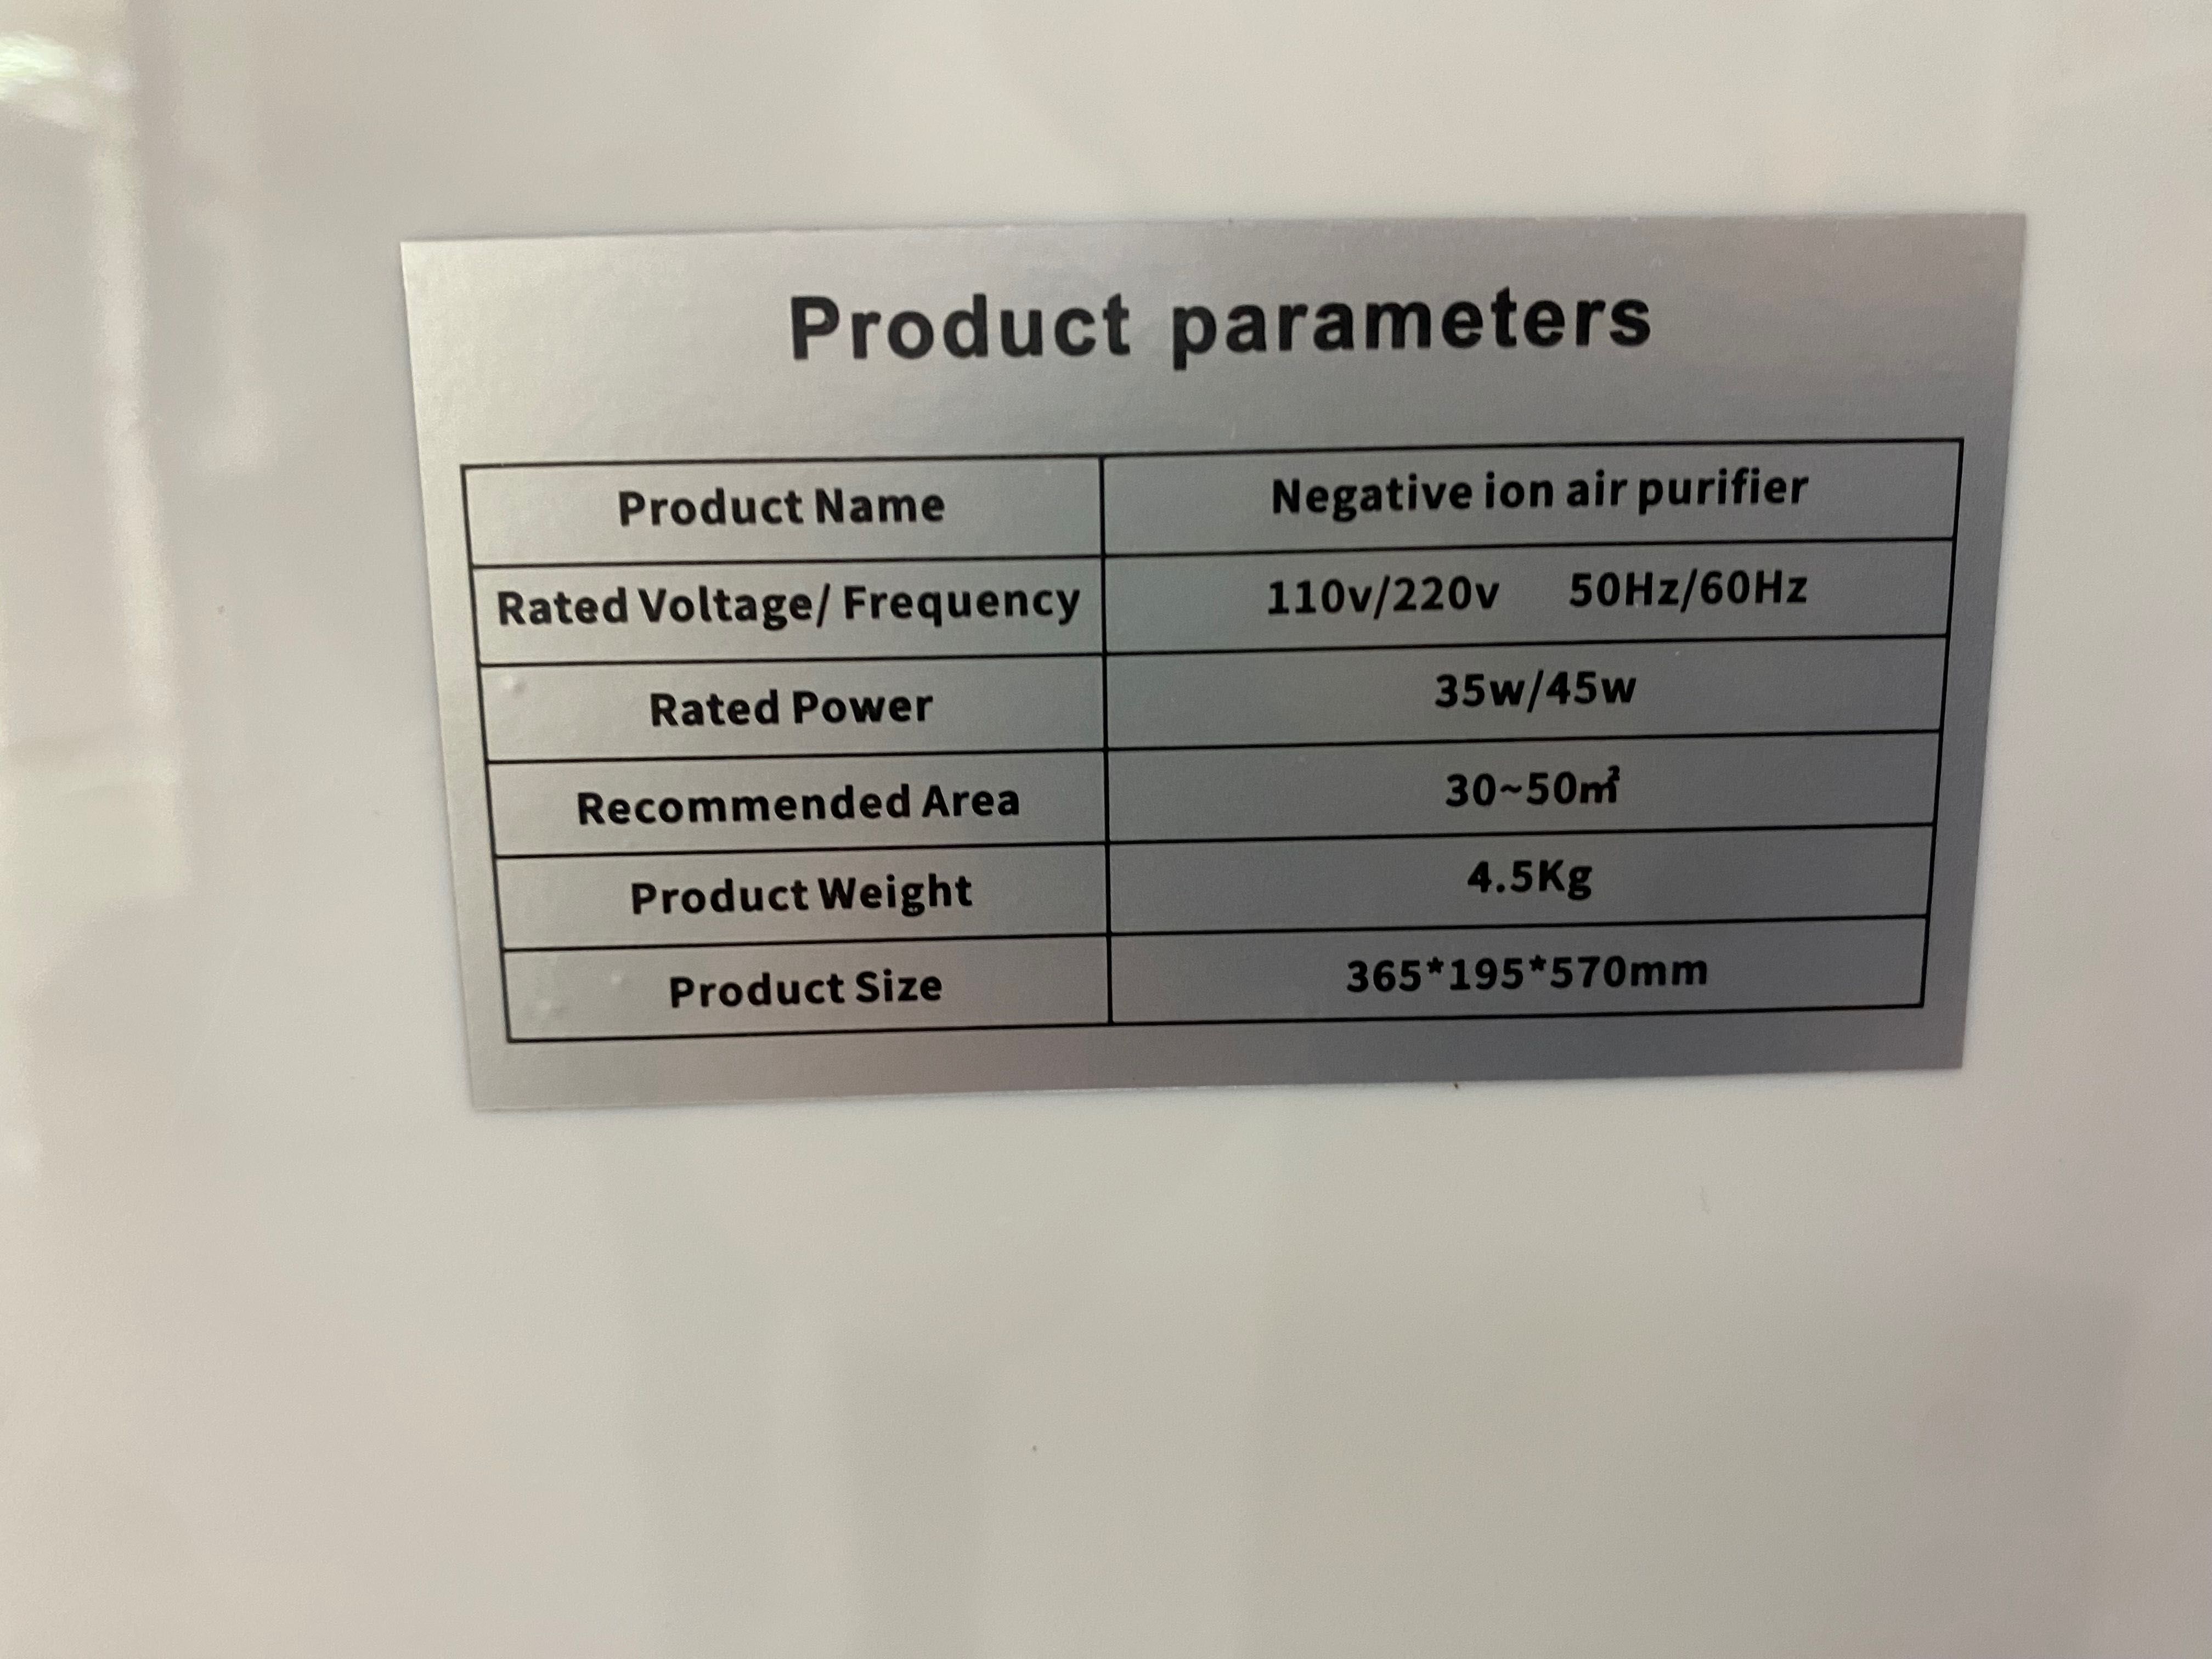 Product parameters
Product Name Negative ion air purifier
Rated Voltage/ Frequency 110v/220v 50Hz/60Hz
Rated Power 35w/45w
Recommended Area 30~50㎡
Product Weight 4.5Kg
Product Size 365*195*570mm